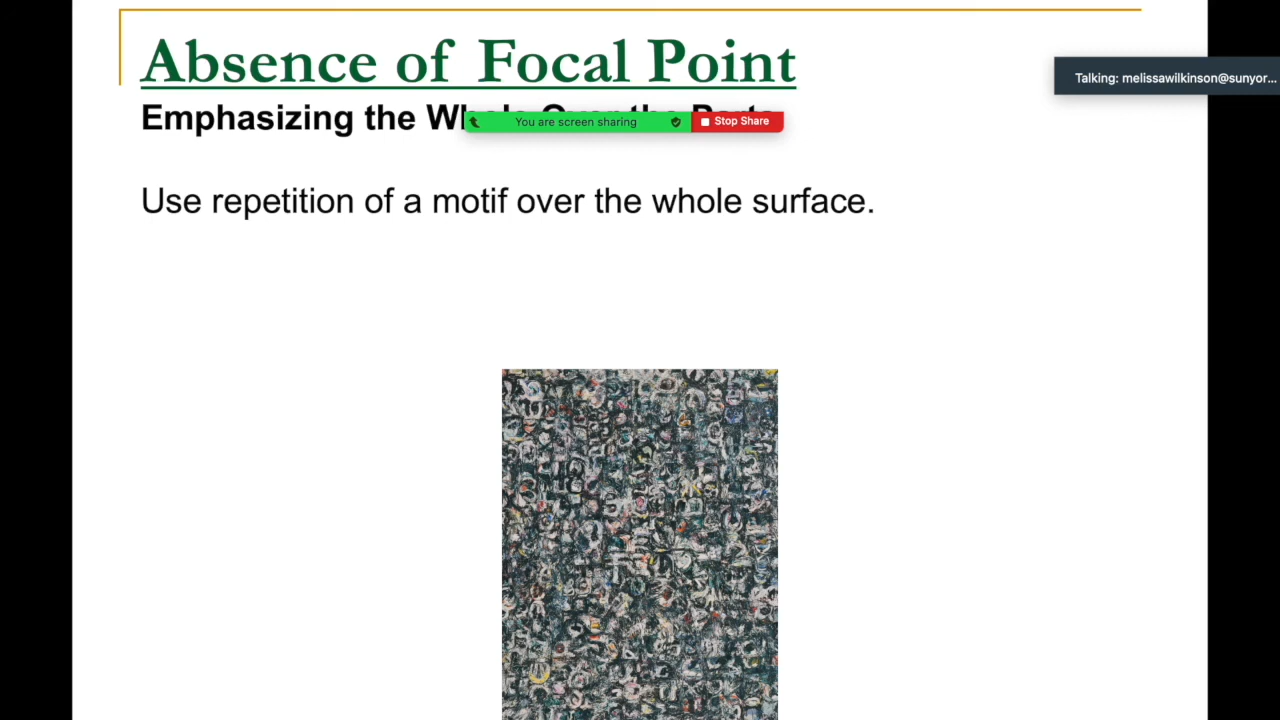 Absence of Focal Point
Talking: melissawilkinson@sunyor...
Emphasizing the
You are screen sharing
Stop Share
Use repetition of a motif over the whole surface.